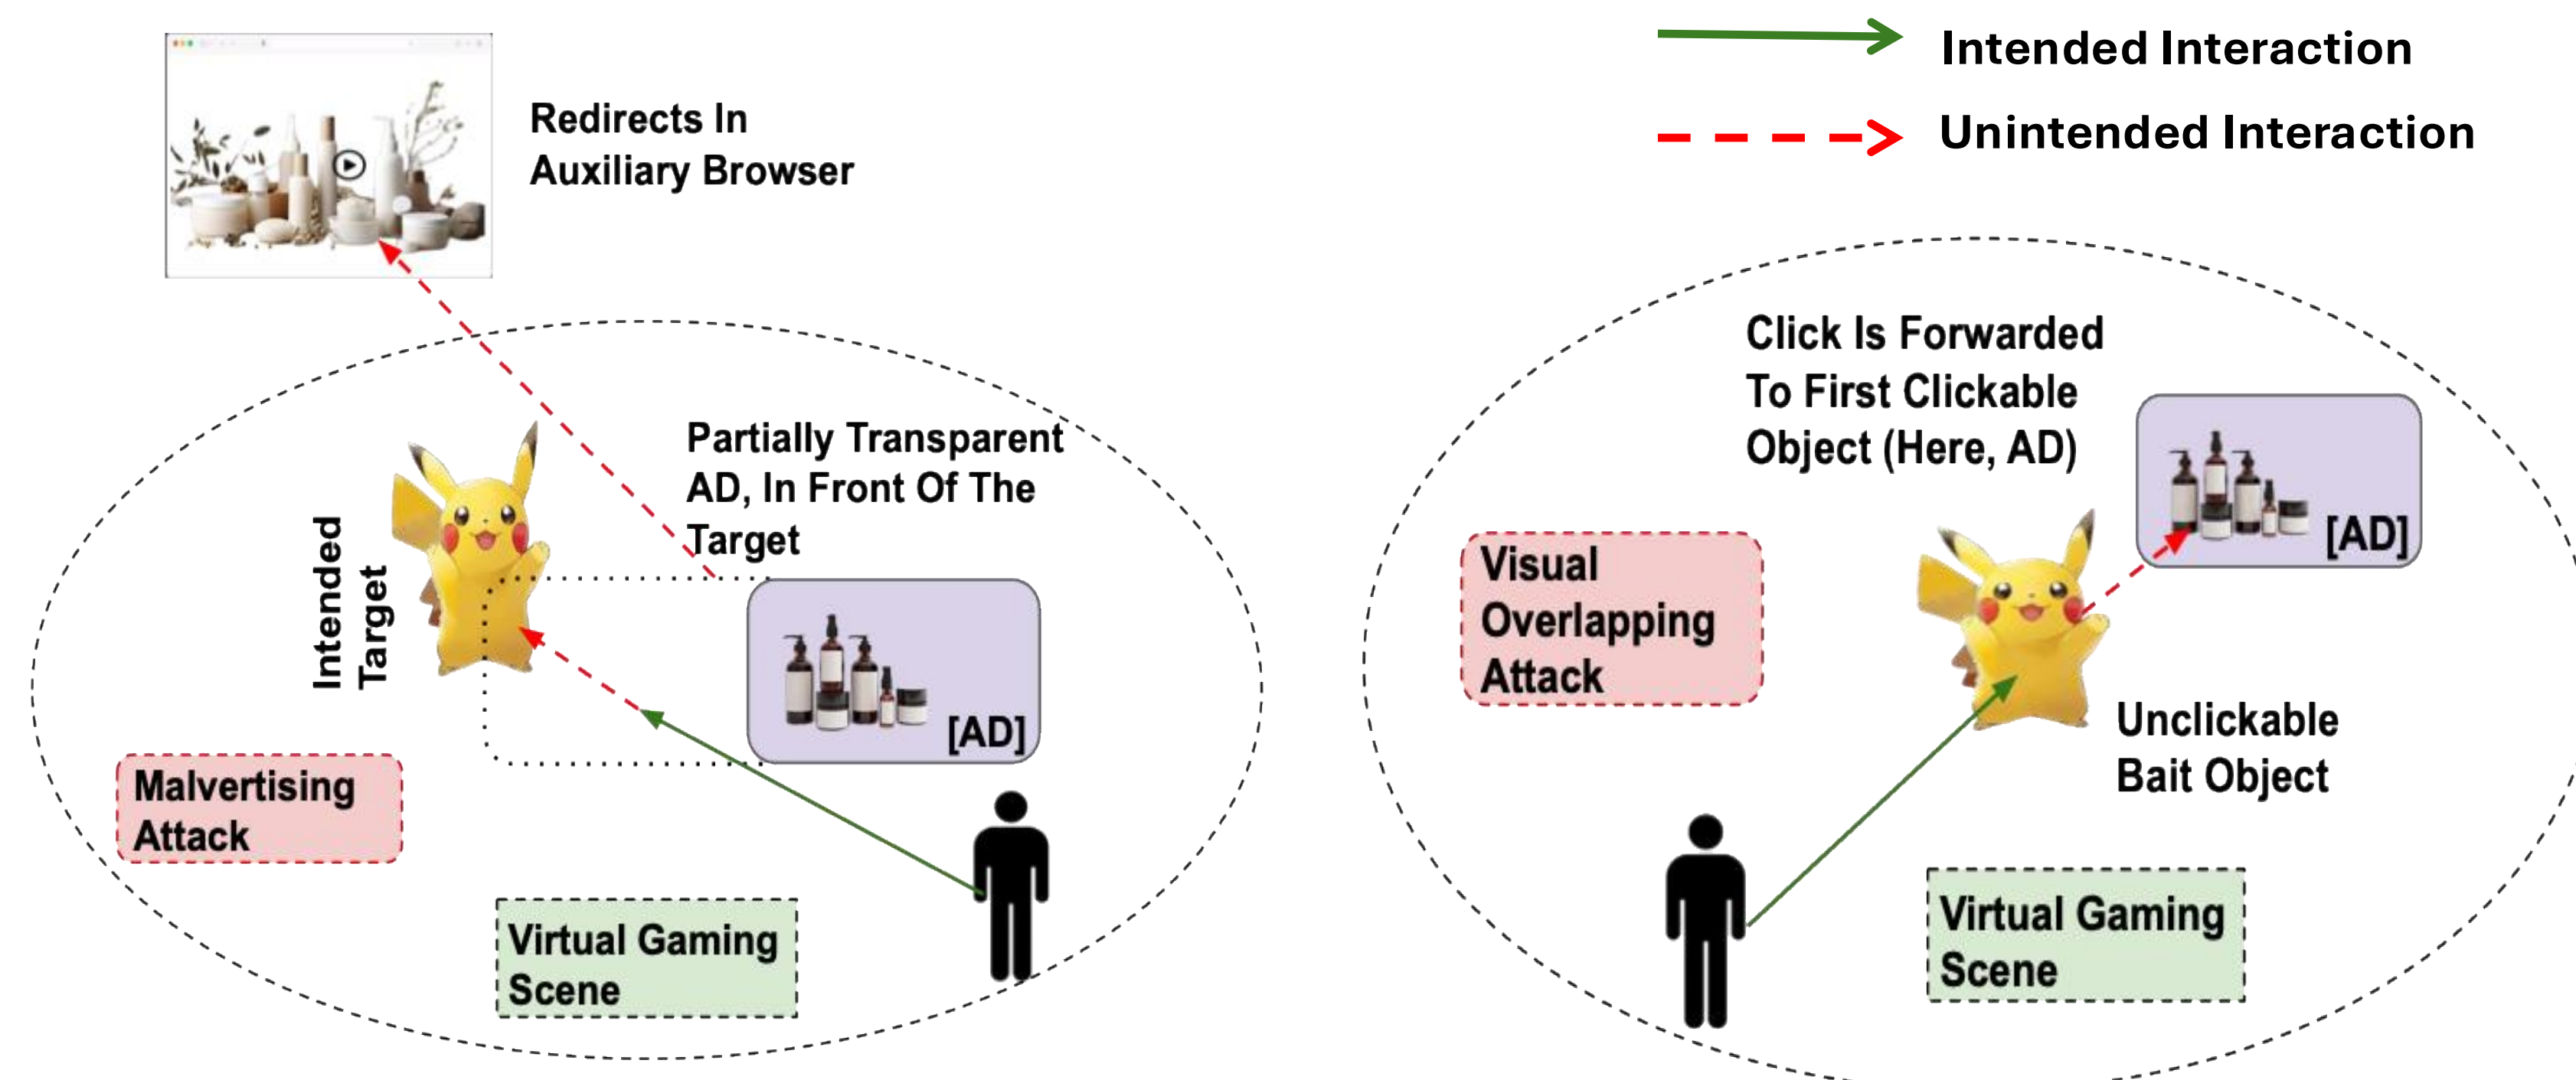 Redirects In
Auxiliary Browser
Intended Interaction
Unintended Interaction
Partially Transparent
AD, In Front Of The
Target
Intended
Target
[AD]
Malvertising
Attack
Virtual Gaming
Scene
Click Is Forwarded
To First Clickable
Object (Here, AD)
[AD]
Visual
Overlapping
Attack
Unclickable
Bait Object
Virtual Gaming
Scene